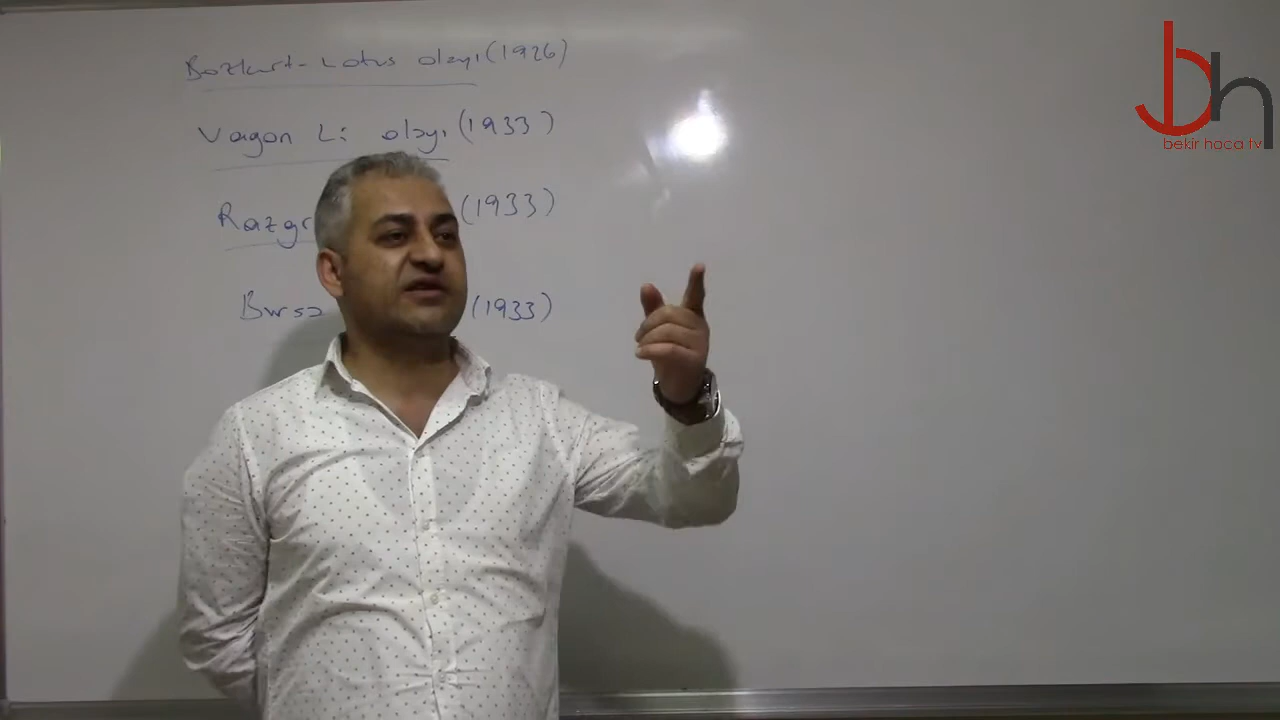 Bozkurt-Lotus olayı (1926)
Vagon Li olayı (1933)
Razgr (1933)
Bursa (1933)
bh
bekir hoca tv